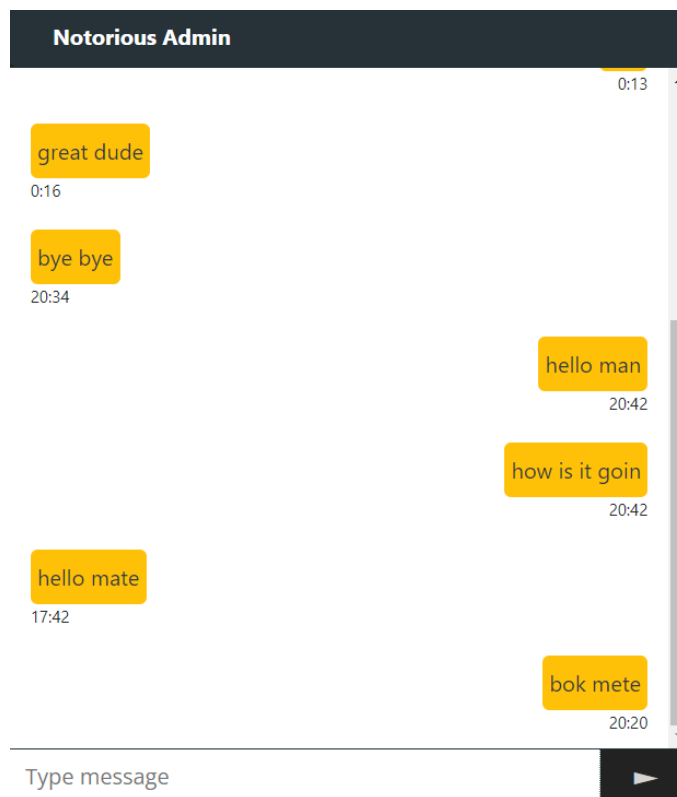 Notorious Admin
0:13
great dude
0:16
bye bye
20:34
hello man
20:42
how is it goin
20:42
hello mate
17:42
bok mete
20:20
Type message